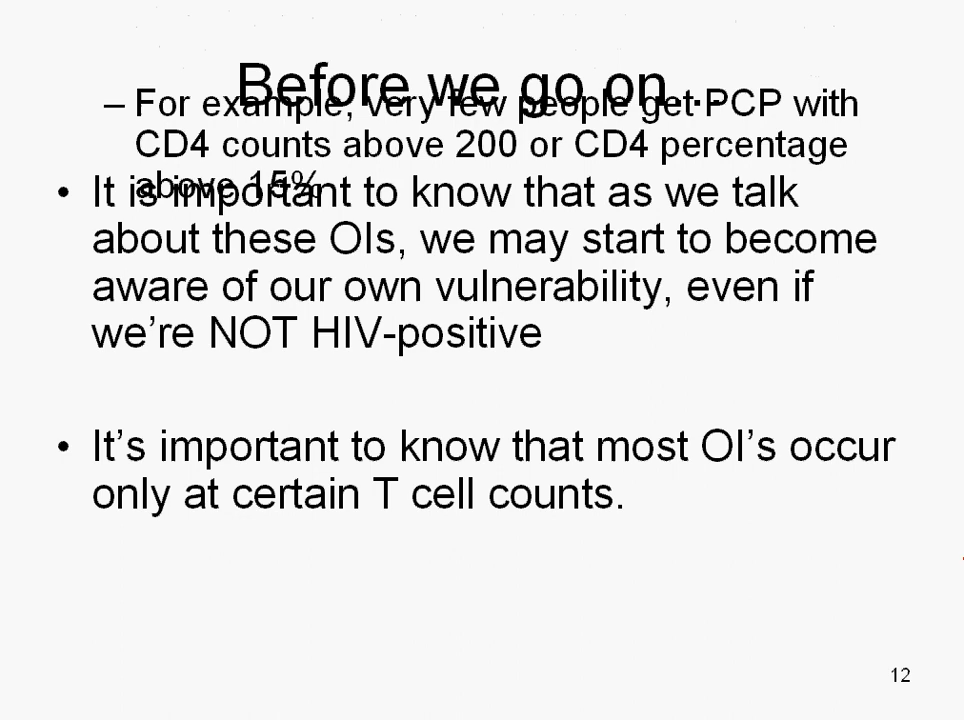 Before we go on...
– For example, very few people get PCP with
CD4 counts above 200 or CD4 percentage
above 15%
• It is important to know that as we talk
about these OIs, we may start to become
aware of our own vulnerability, even if
we’re NOT HIV-positive
• It’s important to know that most OI’s occur
only at certain T cell counts.
12